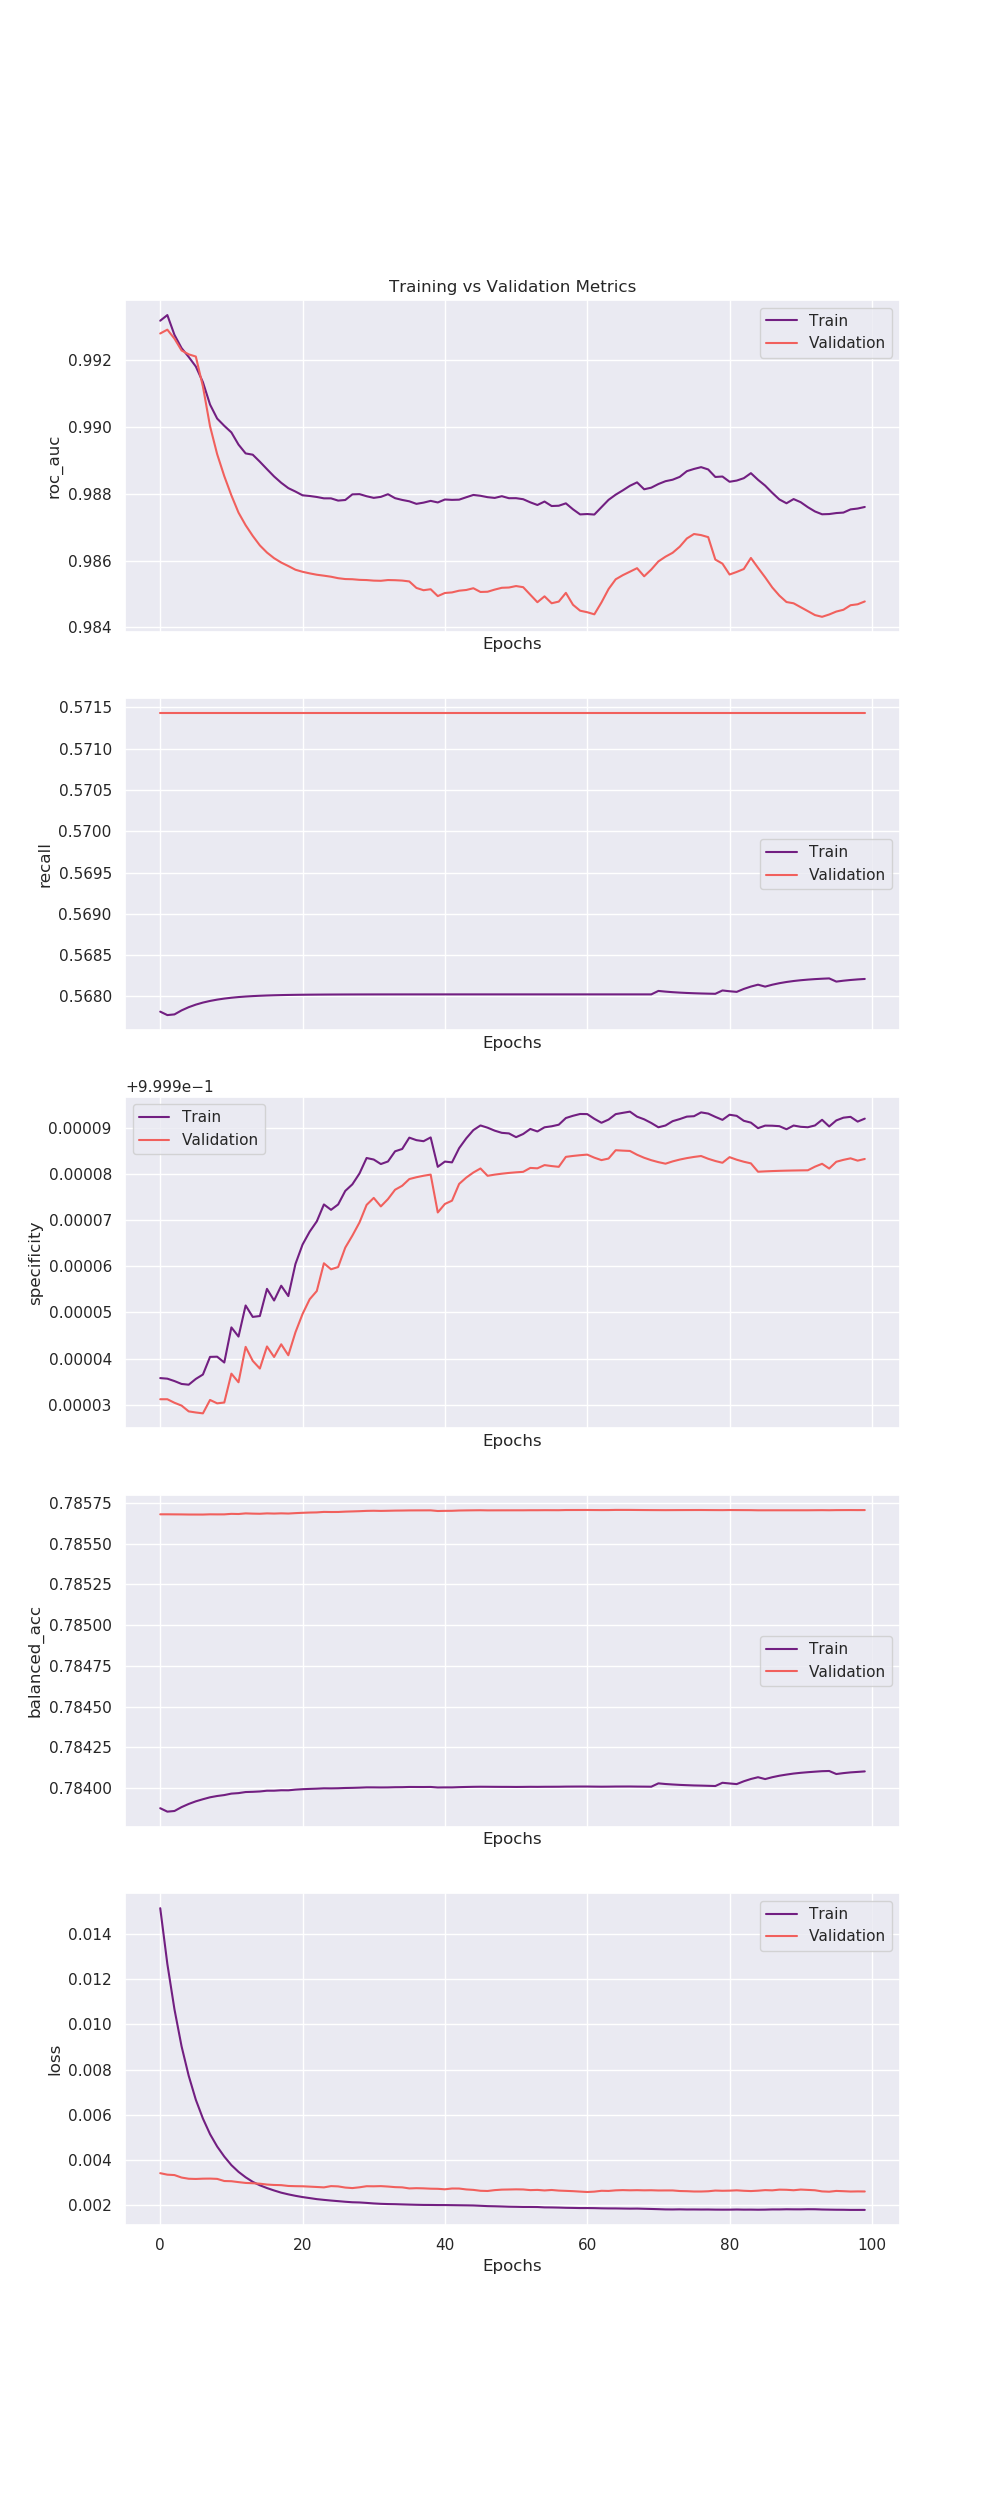 Training vs Validation Metrics
Train
Validation
0.992
0.990
0.988
0.986
0.984
roc_auc
Epochs
0.5715
0.5710
0.5705
0.5700
0.5695
0.5690
0.5685
0.5680
recall
Train
Validation
Epochs
+9.999e−1
Train
Validation
0.00009
0.00008
0.00007
0.00006
0.00005
0.00004
0.00003
specificity
Epochs
0.78575
0.78550
0.78525
0.78500
0.78475
0.78450
0.78425
0.78400
balanced_acc
Train
Validation
Epochs
Train
Validation
0.014
0.012
0.010
0.008
0.006
0.004
0.002
loss
0 20 40 60 80 100
Epochs